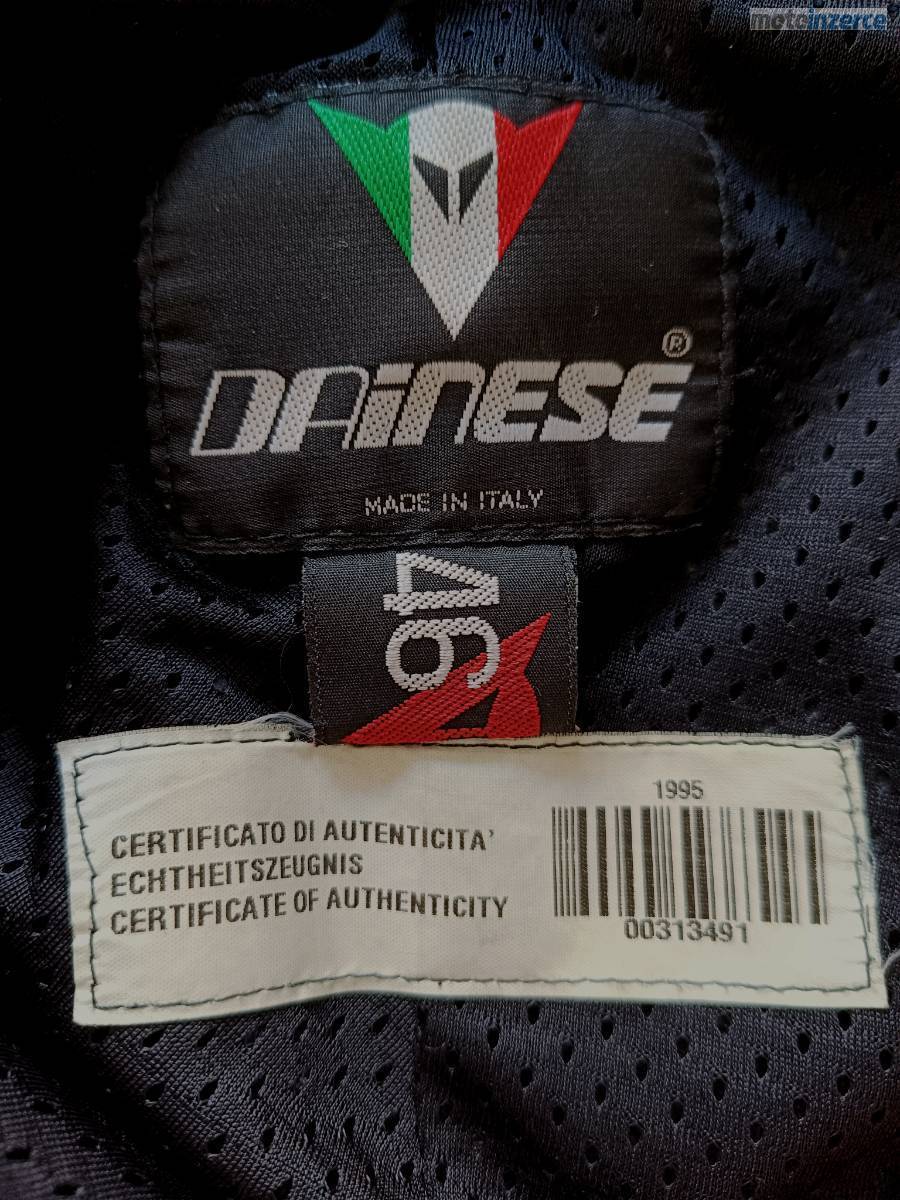 motoinzerce
DAINESE®
MADE IN ITALY
46
CERTIFICATO DI AUTENTICITA'
ECHTHEITSZEUGNIS
CERTIFICATE OF AUTHENTICITY
1995
00313491